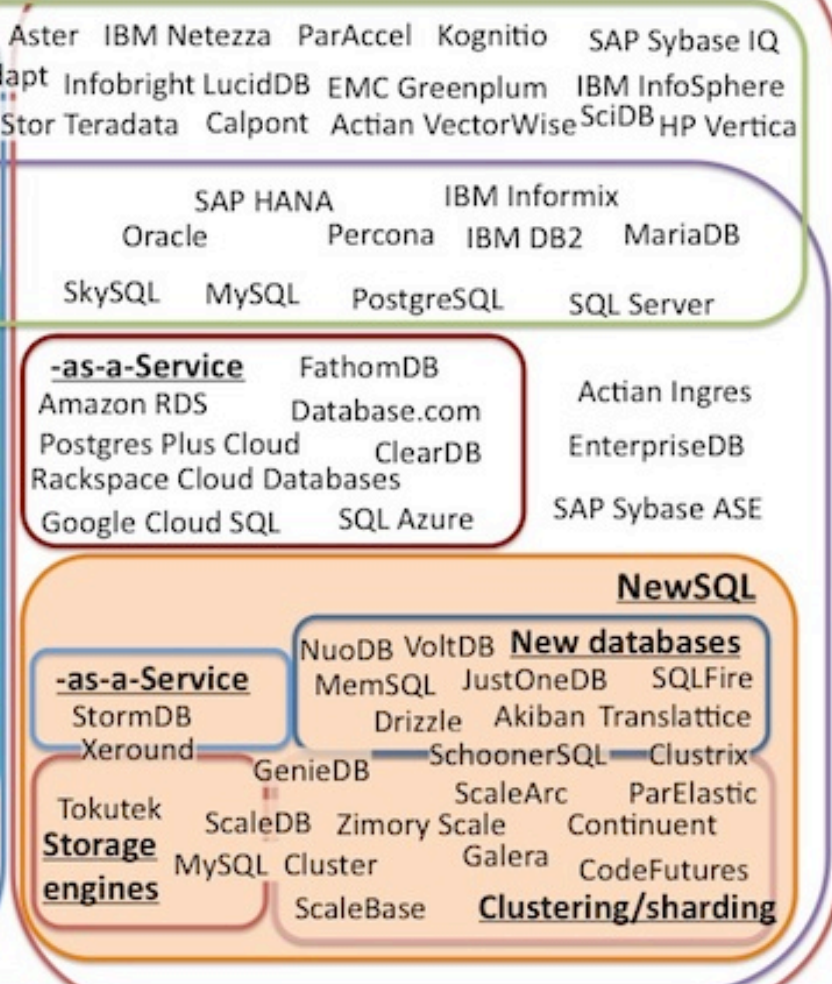 Aster IBM Netezza ParAccel Kognitio SAP Sybase IQ
Infobright LucidDB EMC Greenplum IBM InfoSphere
Stor Teradata Calpont Actian VectorWise SciDB HP Vertica
SAP HANA IBM Informix
Oracle Percona IBM DB2 MariaDB
SkySQL MySQL PostgreSQL SQL Server
-as-a-Service FathomDB
Amazon RDS Database.com
Postgres Plus Cloud ClearDB
Rackspace Cloud Databases
Google Cloud SQL SQL Azure
Actian Ingres
EnterpriseDB
SAP Sybase ASE
NewSQL
NuoDB VoltDB New databases
MemSQL JustOneDB SQLFire
Drizzle Akiban Translattice
-as-a-Service
StormDB
Xeround
SchoonerSQL Clustrix
GenieDB
ScaleArc ParElastic
Tokutek
ScaleDB Zimory Scale Continuent
Storage
engines
MySQL Cluster Galera CodeFutures
ScaleBase Clustering/sharding